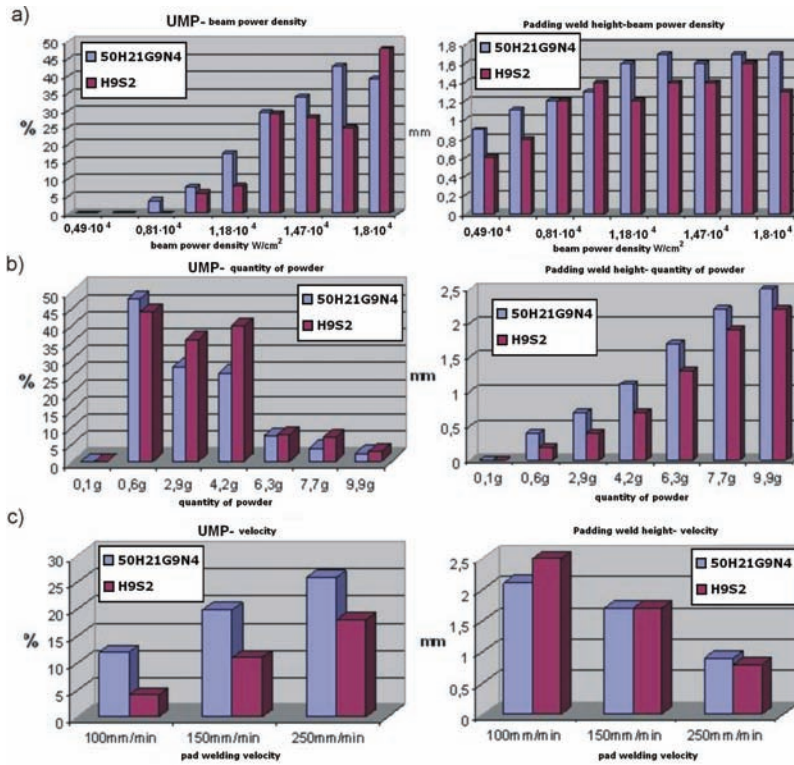 a)
UMP- beam power density
50
45
40
35
30
25
20
15
10
5
0
%
50H21G9N4
H9S2
0,49·10⁴ 0,81·10⁴ 1,18·10⁴ 1,47·10⁴ 1,8·10⁴
beam power density W/cm²
Padding weld height-beam power density
1,8
1,6
1,4
1,2
1
0,8
0,6
0,4
0,2
0
mm
50H21G9N4
H9S2
0,49·10⁴ 0,81·10⁴ 1,18·10⁴ 1,47·10⁴ 1,8·10⁴
beam power density W/cm²
b)
UMP- quantity of powder
50
45
40
35
30
25
20
15
10
5
0
%
50H21G9N4
H9S2
0,1g 0,6g 2,9g 4,2g 6,3g 7,7g 9,9g
quantity of powder
Padding weld height- quantity of powder
2,5
2
1,5
1
0,5
0
mm
50H21G9N4
H9S2
0,1g 0,6g 2,9g 4,2g 6,3g 7,7g 9,9g
quantity of powder
c)
UMP- velocity
30
25
20
15
10
5
0
%
50H21G9N4
H9S2
100mm/min 150mm/min 250mm/min
pad welding velocity
Padding weld height- velocity
2,5
2
1,5
1
0,5
0
mm
50H21G9N4
H9S2
100mm/min 150mm/min 250mm/min
pad welding velocity